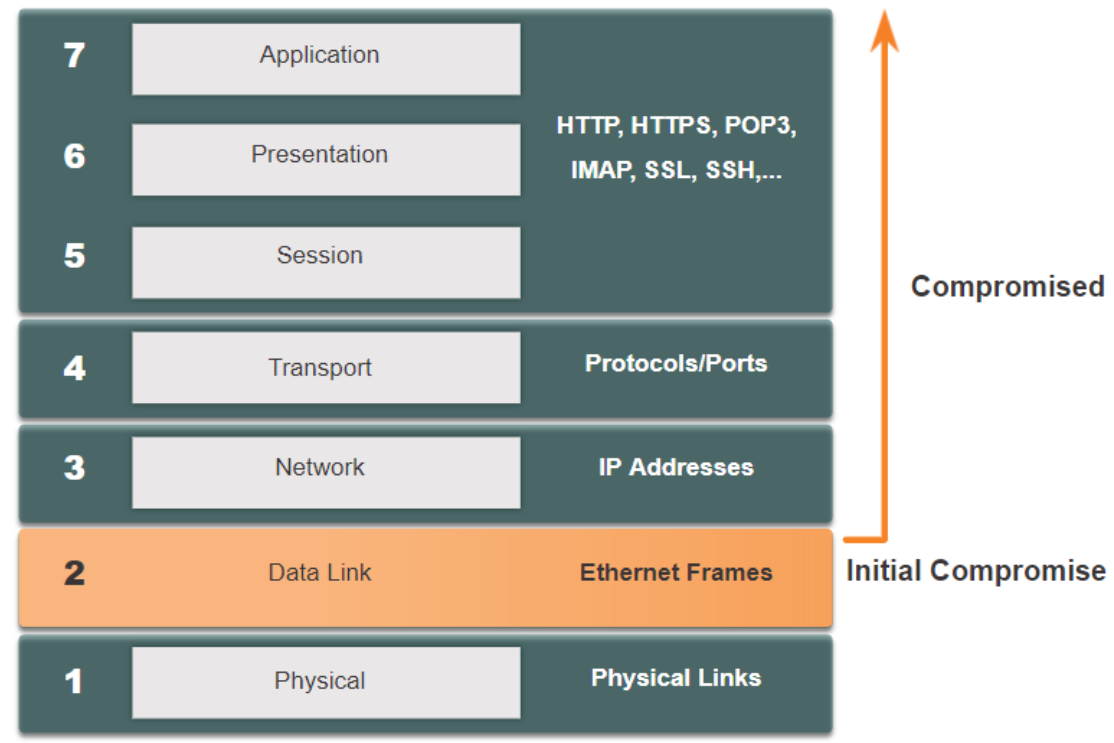 7 Application
HTTP, HTTPS, POP3,
6 Presentation
IMAP, SSL, SSH,...
5 Session
Compromised
4 Transport Protocols/Ports
3 Network IP Addresses
2 Data Link Ethernet Frames Initial Compromise
1 Physical Physical Links